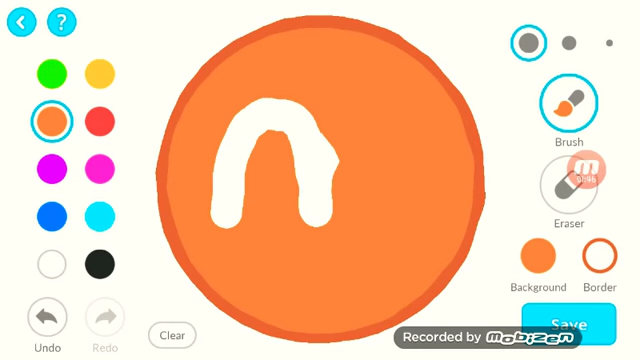 ?
Brush
Eraser
Background
Border
Undo
Redo
Clear
Save
Recorded by
Mobizen